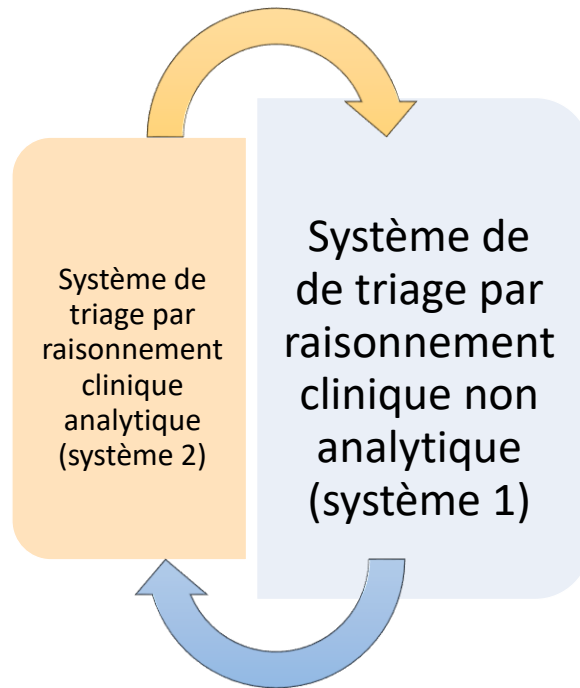 Système de
triage par
raisonnement
clinique
analytique
(système 2)
Système de
de triage par
raisonnement
clinique non
analytique
(système 1)